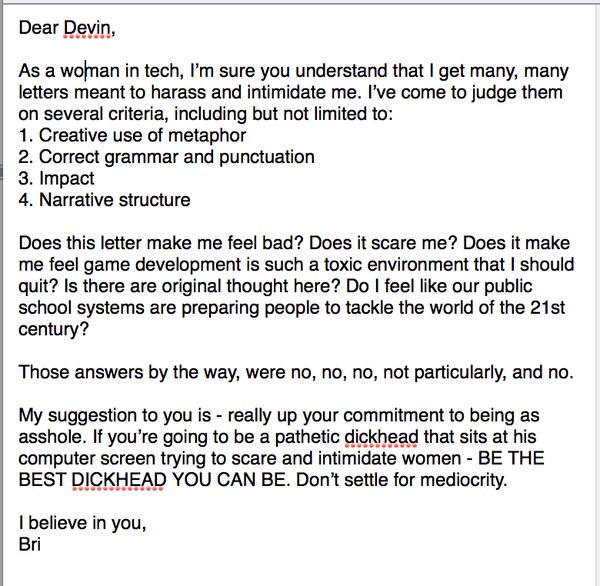 Dear Devin,
As a woman in tech, I'm sure you understand that I get many, many
letters meant to harass and intimidate me. I've come to judge them
on several criteria, including but not limited to:
1. Creative use of metaphor
2. Correct grammar and punctuation
3. Impact
4. Narrative structure
Does this letter make me feel bad? Does it scare me? Does it make
me feel game development is such a toxic environment that I should
quit? Is there are original thought here? Do I feel like our public
school systems are preparing people to tackle the world of the 21st
century?
Those answers by the way, were no, no, no, not particularly, and no.
My suggestion to you is - really up your commitment to being as
asshole. If you're going to be a pathetic dickhead that sits at his
computer screen trying to scare and intimidate women - BE THE
BEST DICKHEAD YOU CAN BE. Don't settle for mediocrity.
I believe in you,
Bri